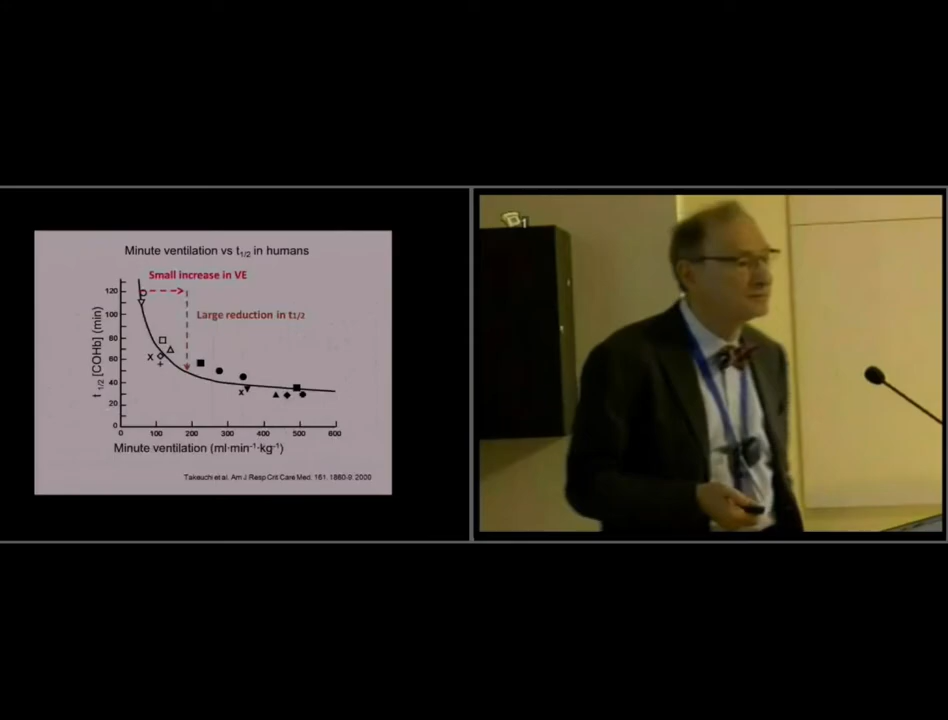 Minute ventilation vs t1/2 in humans
Small increase in VE
Large reduction in t1/2
t 1/2 [COHb] (min)
120
100
80
60
40
20
0
0 100 200 300 400 500 600
Minute ventilation (ml·min⁻¹·kg⁻¹)
Takeuchi et al. Am J Resp Crit Care Med; 161: 1860-9; 2000